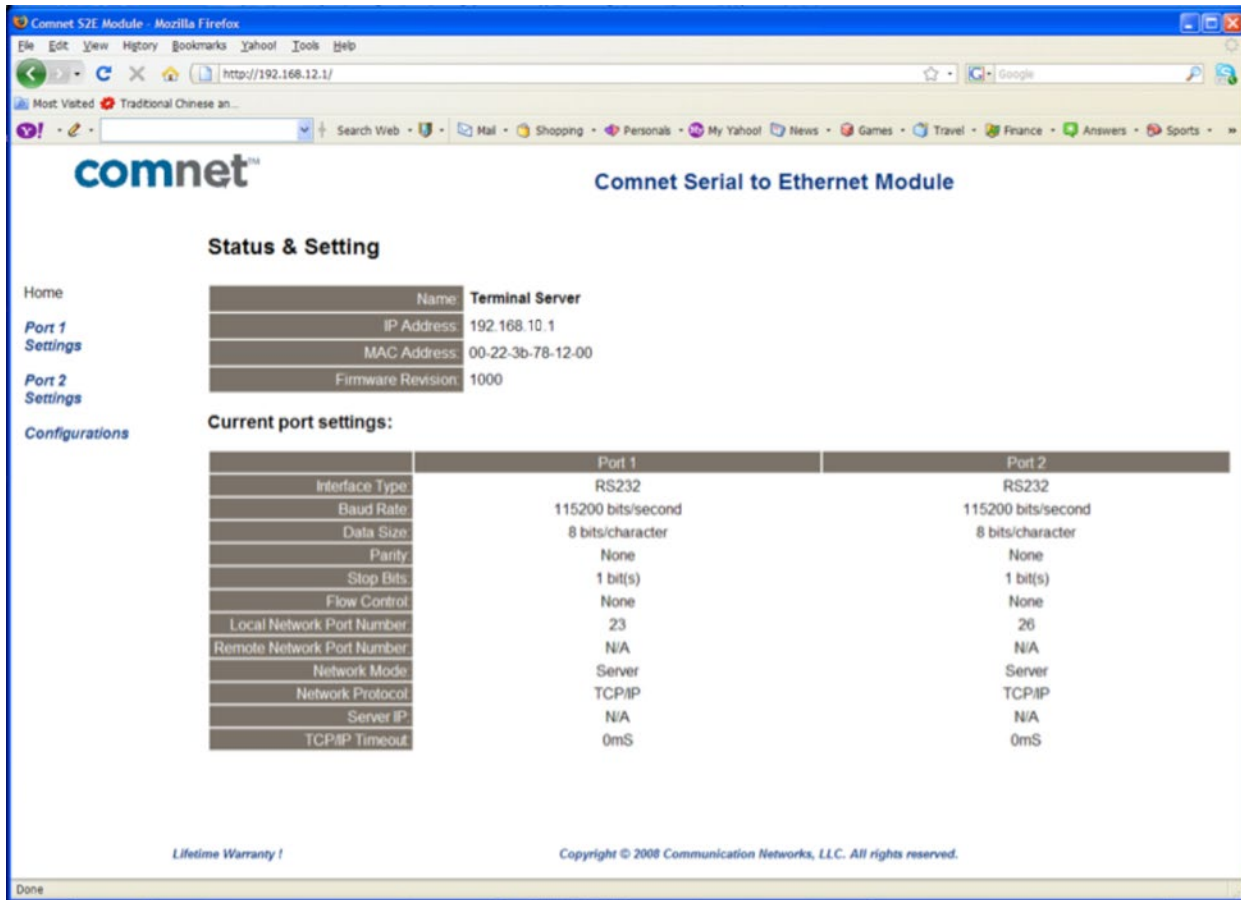 Comnet S2E Module - Mozilla Firefox
File Edit View History Bookmarks Yahoo! Tools Help
http://192.168.12.1/
Google
Most Visited Traditional Chinese an...
Y! Search Web Mail Shopping Personals My Yahoo! News Games Travel Finance Answers Sports »
comnet™
Comnet Serial to Ethernet Module
Status & Setting
Home
Port 1
Settings
Port 2
Settings
Configurations
Name: Terminal Server
IP Address: 192.168.10.1
MAC Address: 00-22-3b-78-12-00
Firmware Revision: 1000
Current port settings:
Port 1 Port 2
Interface Type: RS232 RS232
Baud Rate: 115200 bits/second 115200 bits/second
Data Size: 8 bits/character 8 bits/character
Parity: None None
Stop Bits: 1 bit(s) 1 bit(s)
Flow Control: None None
Local Network Port Number: 23 26
Remote Network Port Number: N/A N/A
Network Mode: Server Server
Network Protocol: TCP/IP TCP/IP
Server IP: N/A N/A
TCP/IP Timeout: 0mS 0mS
Lifetime Warranty !
Copyright © 2008 Communication Networks, LLC. All rights reserved.
Done